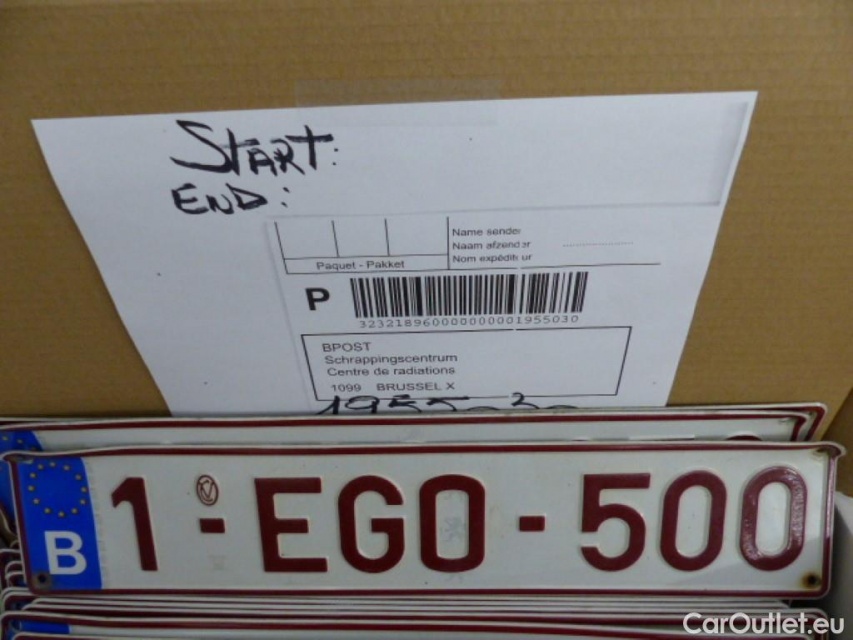 START:
END:
Name sender
Naam afzender
Nom expéditeur
Paquet - Pakket
P
323218960000000001955030
BPOST
Schrappingscentrum
Centre de radiations
1099 BRUSSEL X
B 1-EGO-500
CarOutlet.eu